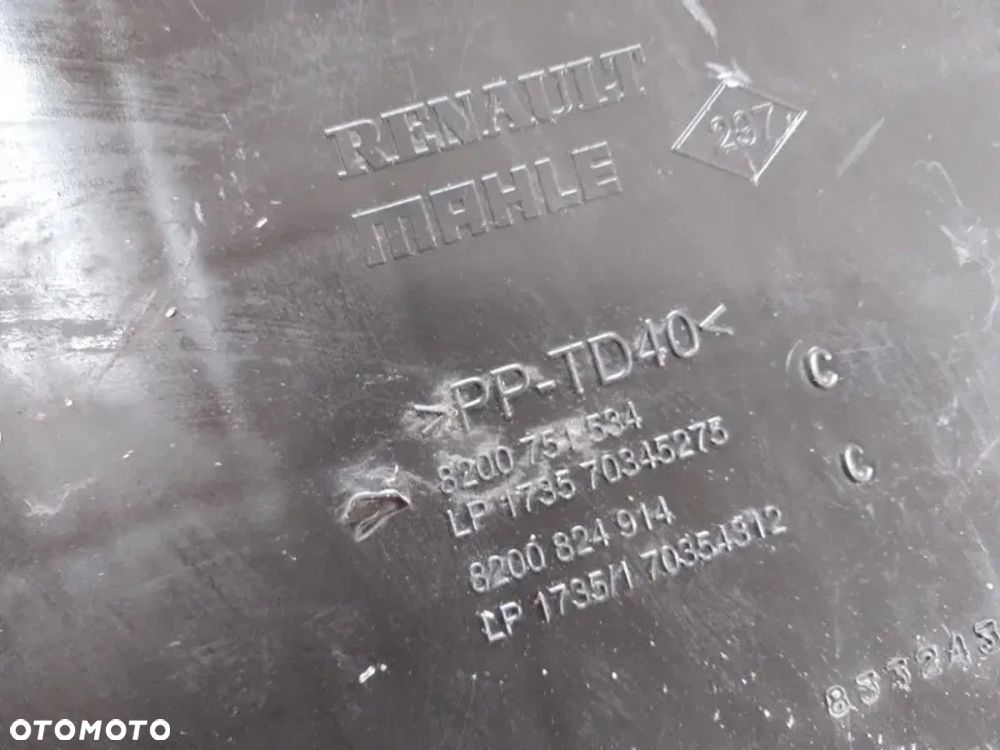 RENAULT
297
MAHLE
>PP-TD40<
8200 751 534
C
LP 1735 70345275
C
8200 824 914
LP 1735/1 70354312
833243
OTOMOTO